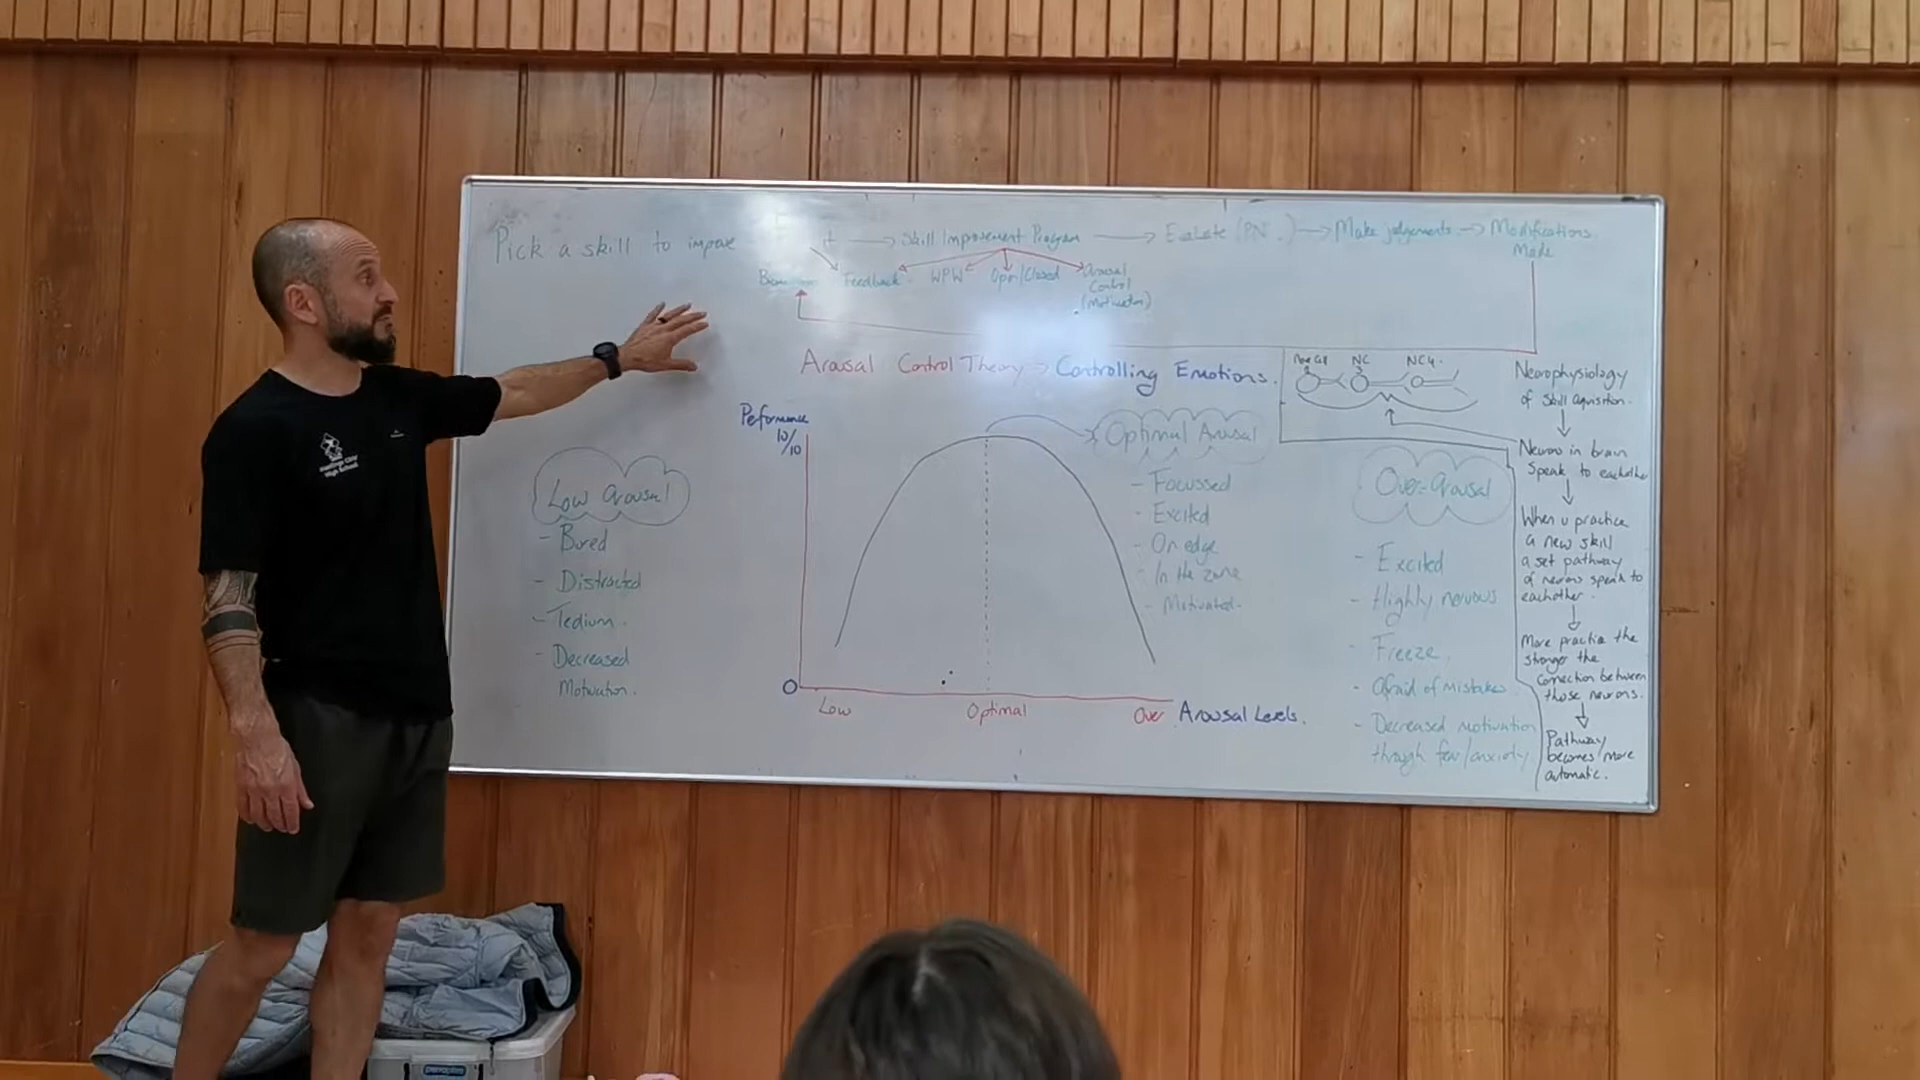 Pick a skill to improve
+ → Skill Improvement Program → Evaluate → Make judgements → Modifications
Made
Feedback WPW Open/Closed Arousal
Control
(Motivation)
Arousal Control Theory → Controlling Emotions.
NC
Neurophysiology
of Skill Aquisition.
Neurons in brain
Speak to eachother
When u practice
a new skill
a set pathway
of neurons speak to
eachother.
More practice the
stronger the
connection between
those neurons.
Pathway
becomes more
automatic.
Peformance
10/10
0
Low Optimal Over Arousal Levels.
Low arousal
- Bored
- Distracted
- Tedium.
- Decreased
Motivation.
Optimal Arousal
- Focussed
- Excited
- On edge
- In the zone
- Motivated.
Over-Arousal
- Excited
- Highly nervous
- Freeze.
- Afraid of mistakes.
- Decreased motivation
through fear/anxiety
High School